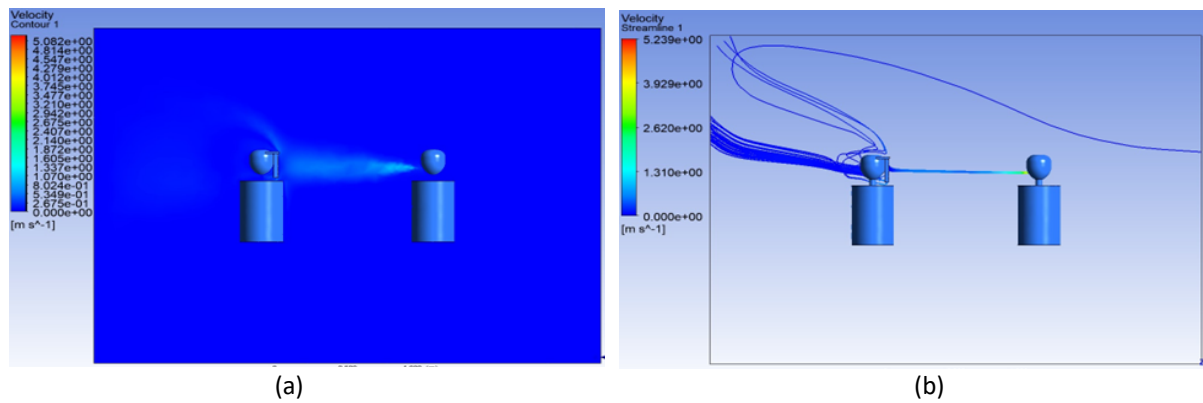 Velocity
Contour 1
5.082e+00
4.814e+00
4.547e+00
4.279e+00
4.012e+00
3.745e+00
3.477e+00
3.210e+00
2.942e+00
2.675e+00
2.407e+00
2.140e+00
1.872e+00
1.605e+00
1.337e+00
1.070e+00
8.024e-01
5.349e-01
2.675e-01
0.000e+00
[m s^-1]
(a)
Velocity
Streamline 1
5.239e+00
3.929e+00
2.620e+00
1.310e+00
0.000e+00
[m s^-1]
(b)